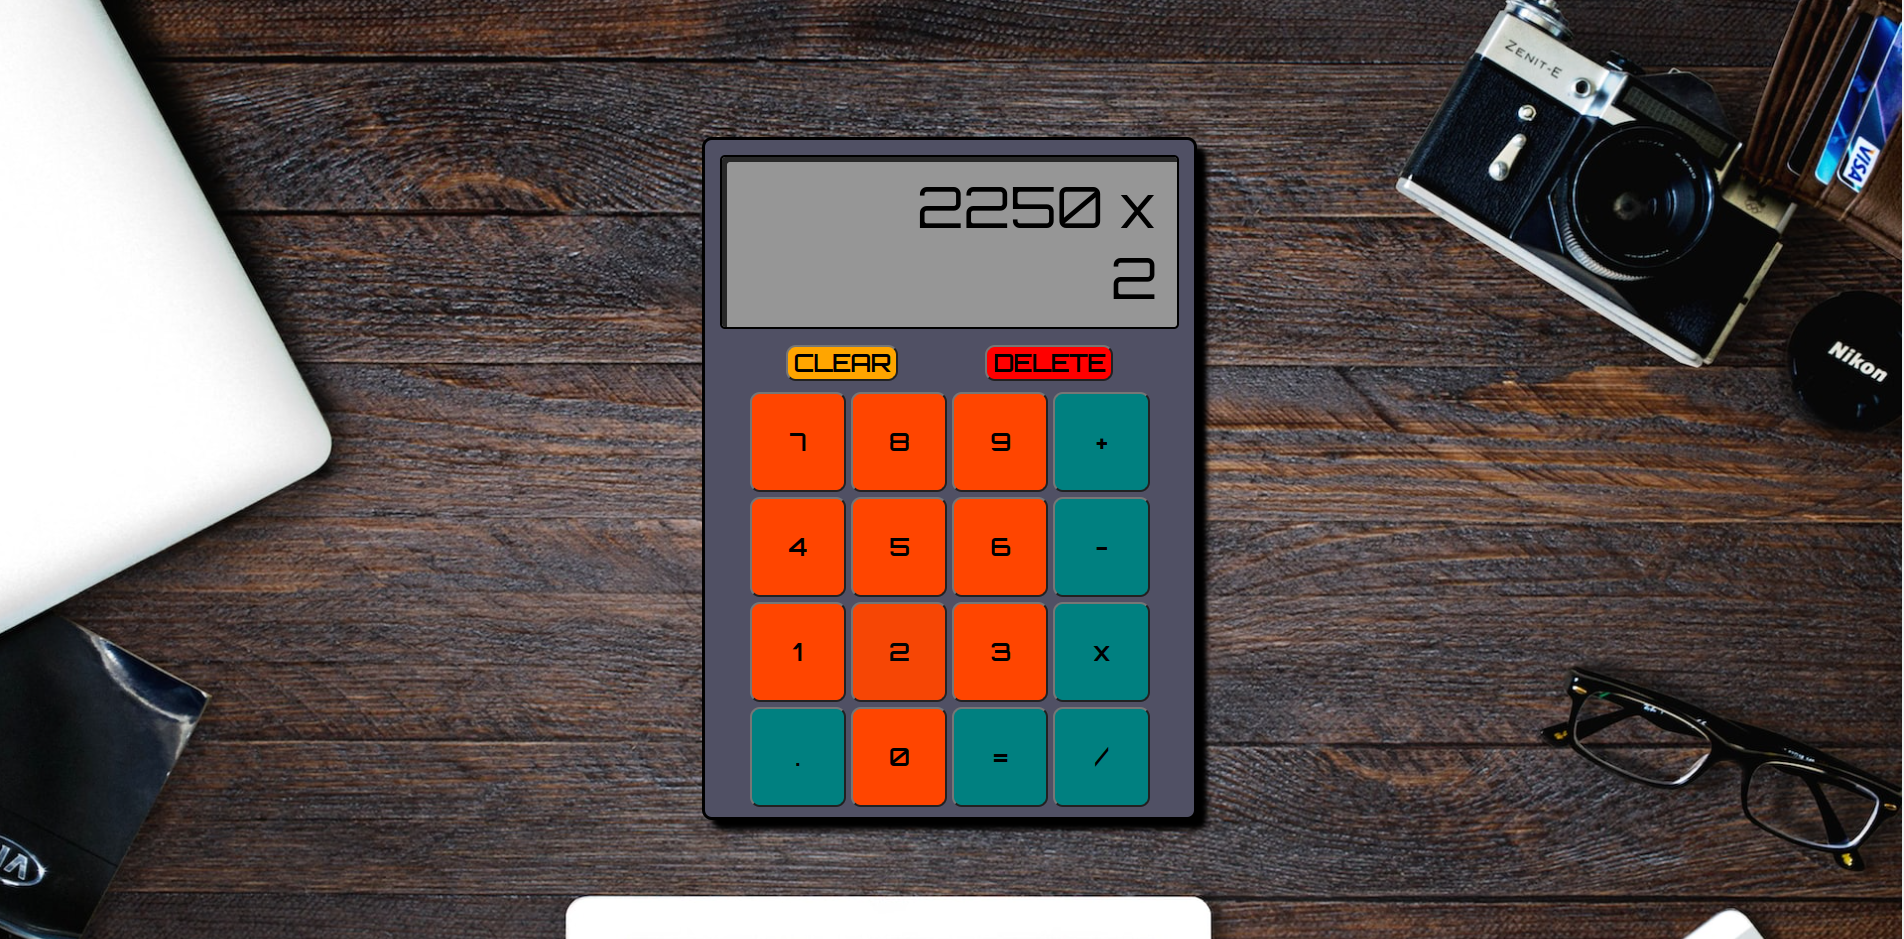 ZENIT-E
VISA
2250 x
2
Nikon
CLEAR
DELETE
7 8 9 +
4 5 6 -
1 2 3 x
. 0 = /